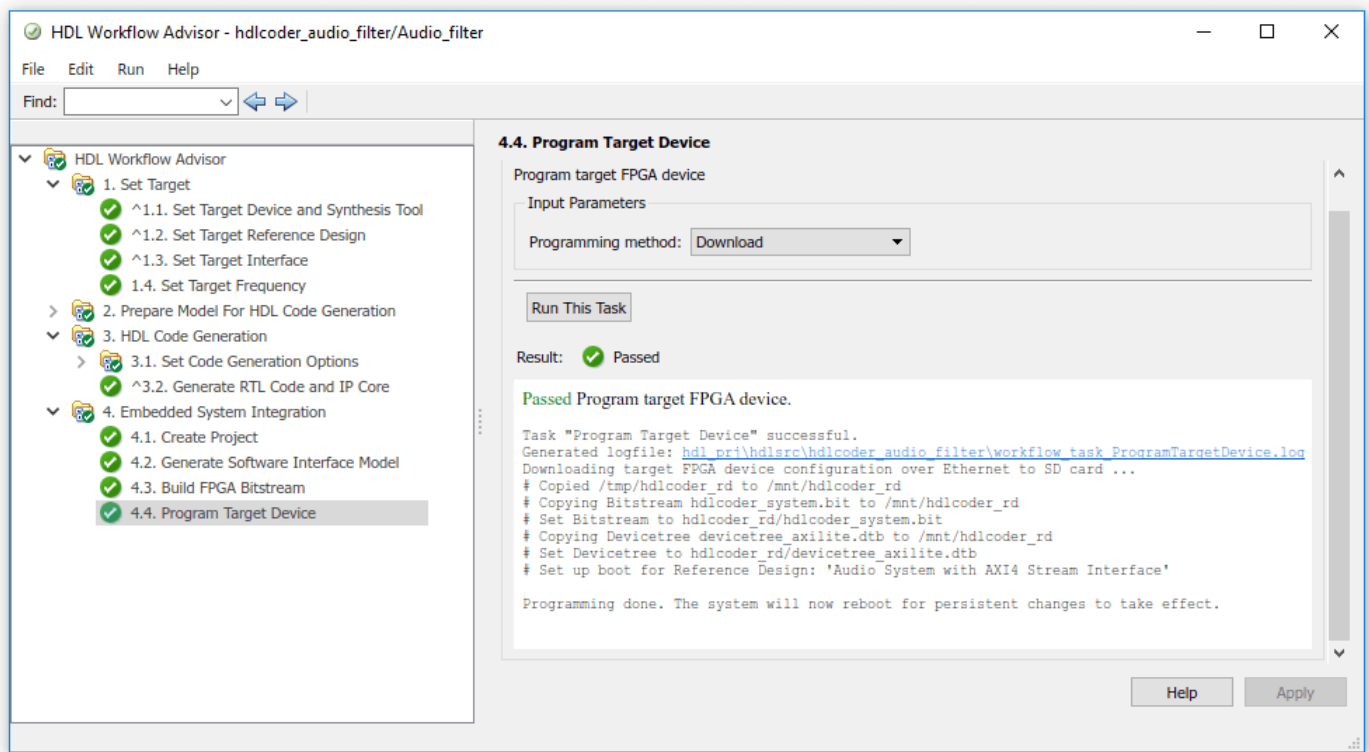 HDL Workflow Advisor - hdlcoder_audio_filter/Audio_filter
File Edit Run Help
Find:
HDL Workflow Advisor
1. Set Target
^1.1. Set Target Device and Synthesis Tool
^1.2. Set Target Reference Design
^1.3. Set Target Interface
1.4. Set Target Frequency
2. Prepare Model For HDL Code Generation
3. HDL Code Generation
3.1. Set Code Generation Options
^3.2. Generate RTL Code and IP Core
4. Embedded System Integration
4.1. Create Project
4.2. Generate Software Interface Model
4.3. Build FPGA Bitstream
4.4. Program Target Device
4.4. Program Target Device
Program target FPGA device
Input Parameters
Programming method: Download
Run This Task
Result: Passed
Passed Program target FPGA device.
Task "Program Target Device" successful.
Generated logfile: hdl_prj\hdlsrc\hdlcoder_audio_filter\workflow_task_ProgramTargetDevice.log
Downloading target FPGA device configuration over Ethernet to SD card ...
# Copied /tmp/hdlcoder_rd to /mnt/hdlcoder_rd
# Copying Bitstream hdlcoder_system.bit to /mnt/hdlcoder_rd
# Set Bitstream to hdlcoder_rd/hdlcoder_system.bit
# Copying Devicetree devicetree_axilite.dtb to /mnt/hdlcoder_rd
# Set Devicetree to hdlcoder_rd/devicetree_axilite.dtb
# Set up boot for Reference Design: 'Audio System with AXI4 Stream Interface'
Programming done. The system will now reboot for persistent changes to take effect.
Help Apply